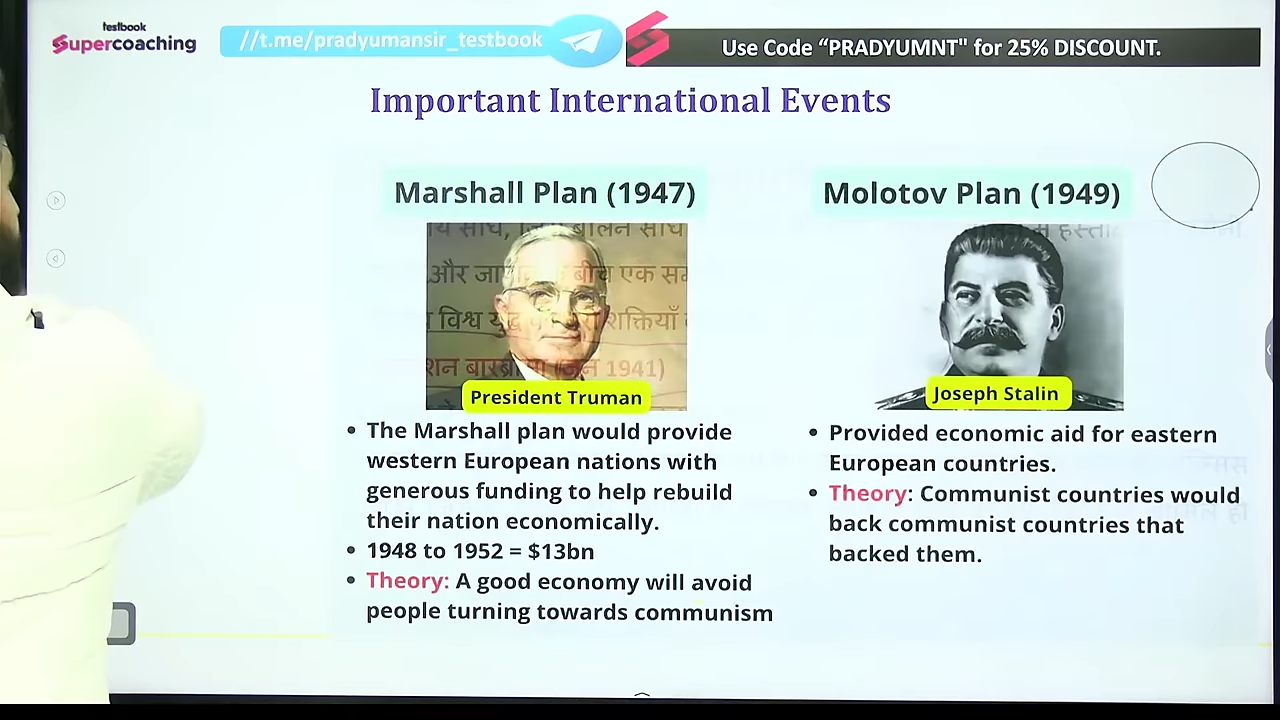 testbook
Supercoaching
//t.me/pradyumansir_testbook
Use Code “PRADYUMNT" for 25% DISCOUNT.
Important International Events
Marshall Plan (1947)
एक
विश्व शक्तियाँ
1941)
President Truman
• The Marshall plan would provide
western European nations with
generous funding to help rebuild
their nation economically.
• 1948 to 1952 = $13bn
• Theory: A good economy will avoid
people turning towards communism
Molotov Plan (1949)
Joseph Stalin
• Provided economic aid for eastern
European countries.
• Theory: Communist countries would
back communist countries that
backed them.